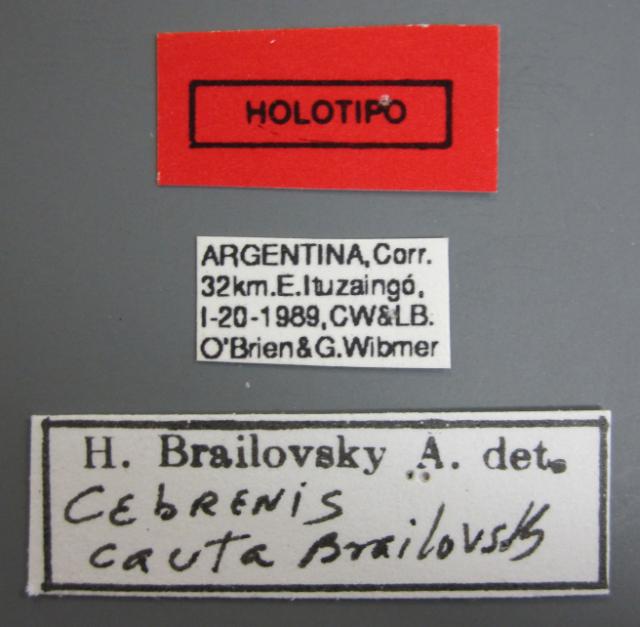 HOLOTIPO
ARGENTINA, Corr.
32km.E.Ituzaingó,
I-20-1989, CW&LB.
O'Brien & G. Wibmer
H. Brailovsky A. det.
CEbRENIS
cauta Brailovsky